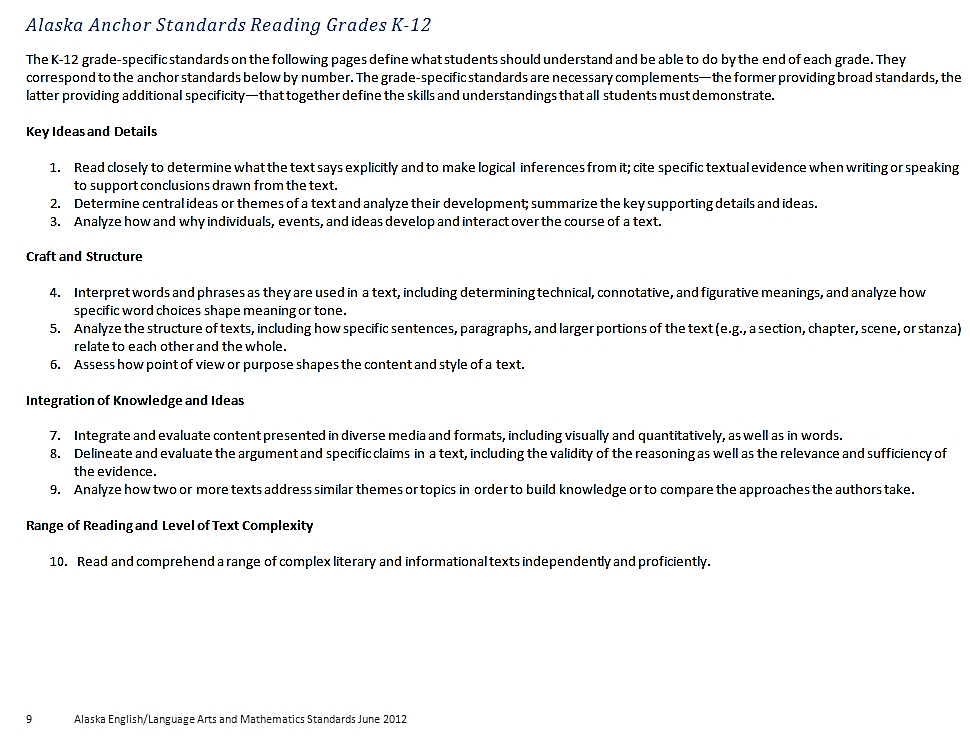 Alaska Anchor Standards Reading Grades K-12
The K-12 grade-specific standards on the following pages define what students should understand and be able to do by the end of each grade. They
correspond to the anchor standards below by number. The grade-specific standards are necessary complements—the former providing broad standards, the
latter providing additional specificity—that together define the skills and understandings that all students must demonstrate.
Key Ideas and Details
1. Read closely to determine what the text says explicitly and to make logical inferences from it; cite specific textual evidence when writing or speaking
to support conclusions drawn from the text.
2. Determine central ideas or themes of a text and analyze their development; summarize the key supporting details and ideas.
3. Analyze how and why individuals, events, and ideas develop and interact over the course of a text.
Craft and Structure
4. Interpret words and phrases as they are used in a text, including determining technical, connotative, and figurative meanings, and analyze how
specific word choices shape meaning or tone.
5. Analyze the structure of texts, including how specific sentences, paragraphs, and larger portions of the text (e.g., a section, chapter, scene, or stanza)
relate to each other and the whole.
6. Assess how point of view or purpose shapes the content and style of a text.
Integration of Knowledge and Ideas
7. Integrate and evaluate content presented in diverse media and formats, including visually and quantitatively, as well as in words.
8. Delineate and evaluate the argument and specific claims in a text, including the validity of the reasoning as well as the relevance and sufficiency of
the evidence.
9. Analyze how two or more texts address similar themes or topics in order to build knowledge or to compare the approaches the authors take.
Range of Reading and Level of Text Complexity
10. Read and comprehend a range of complex literary and informational texts independently and proficiently.
9 Alaska English/Language Arts and Mathematics Standards June 2012